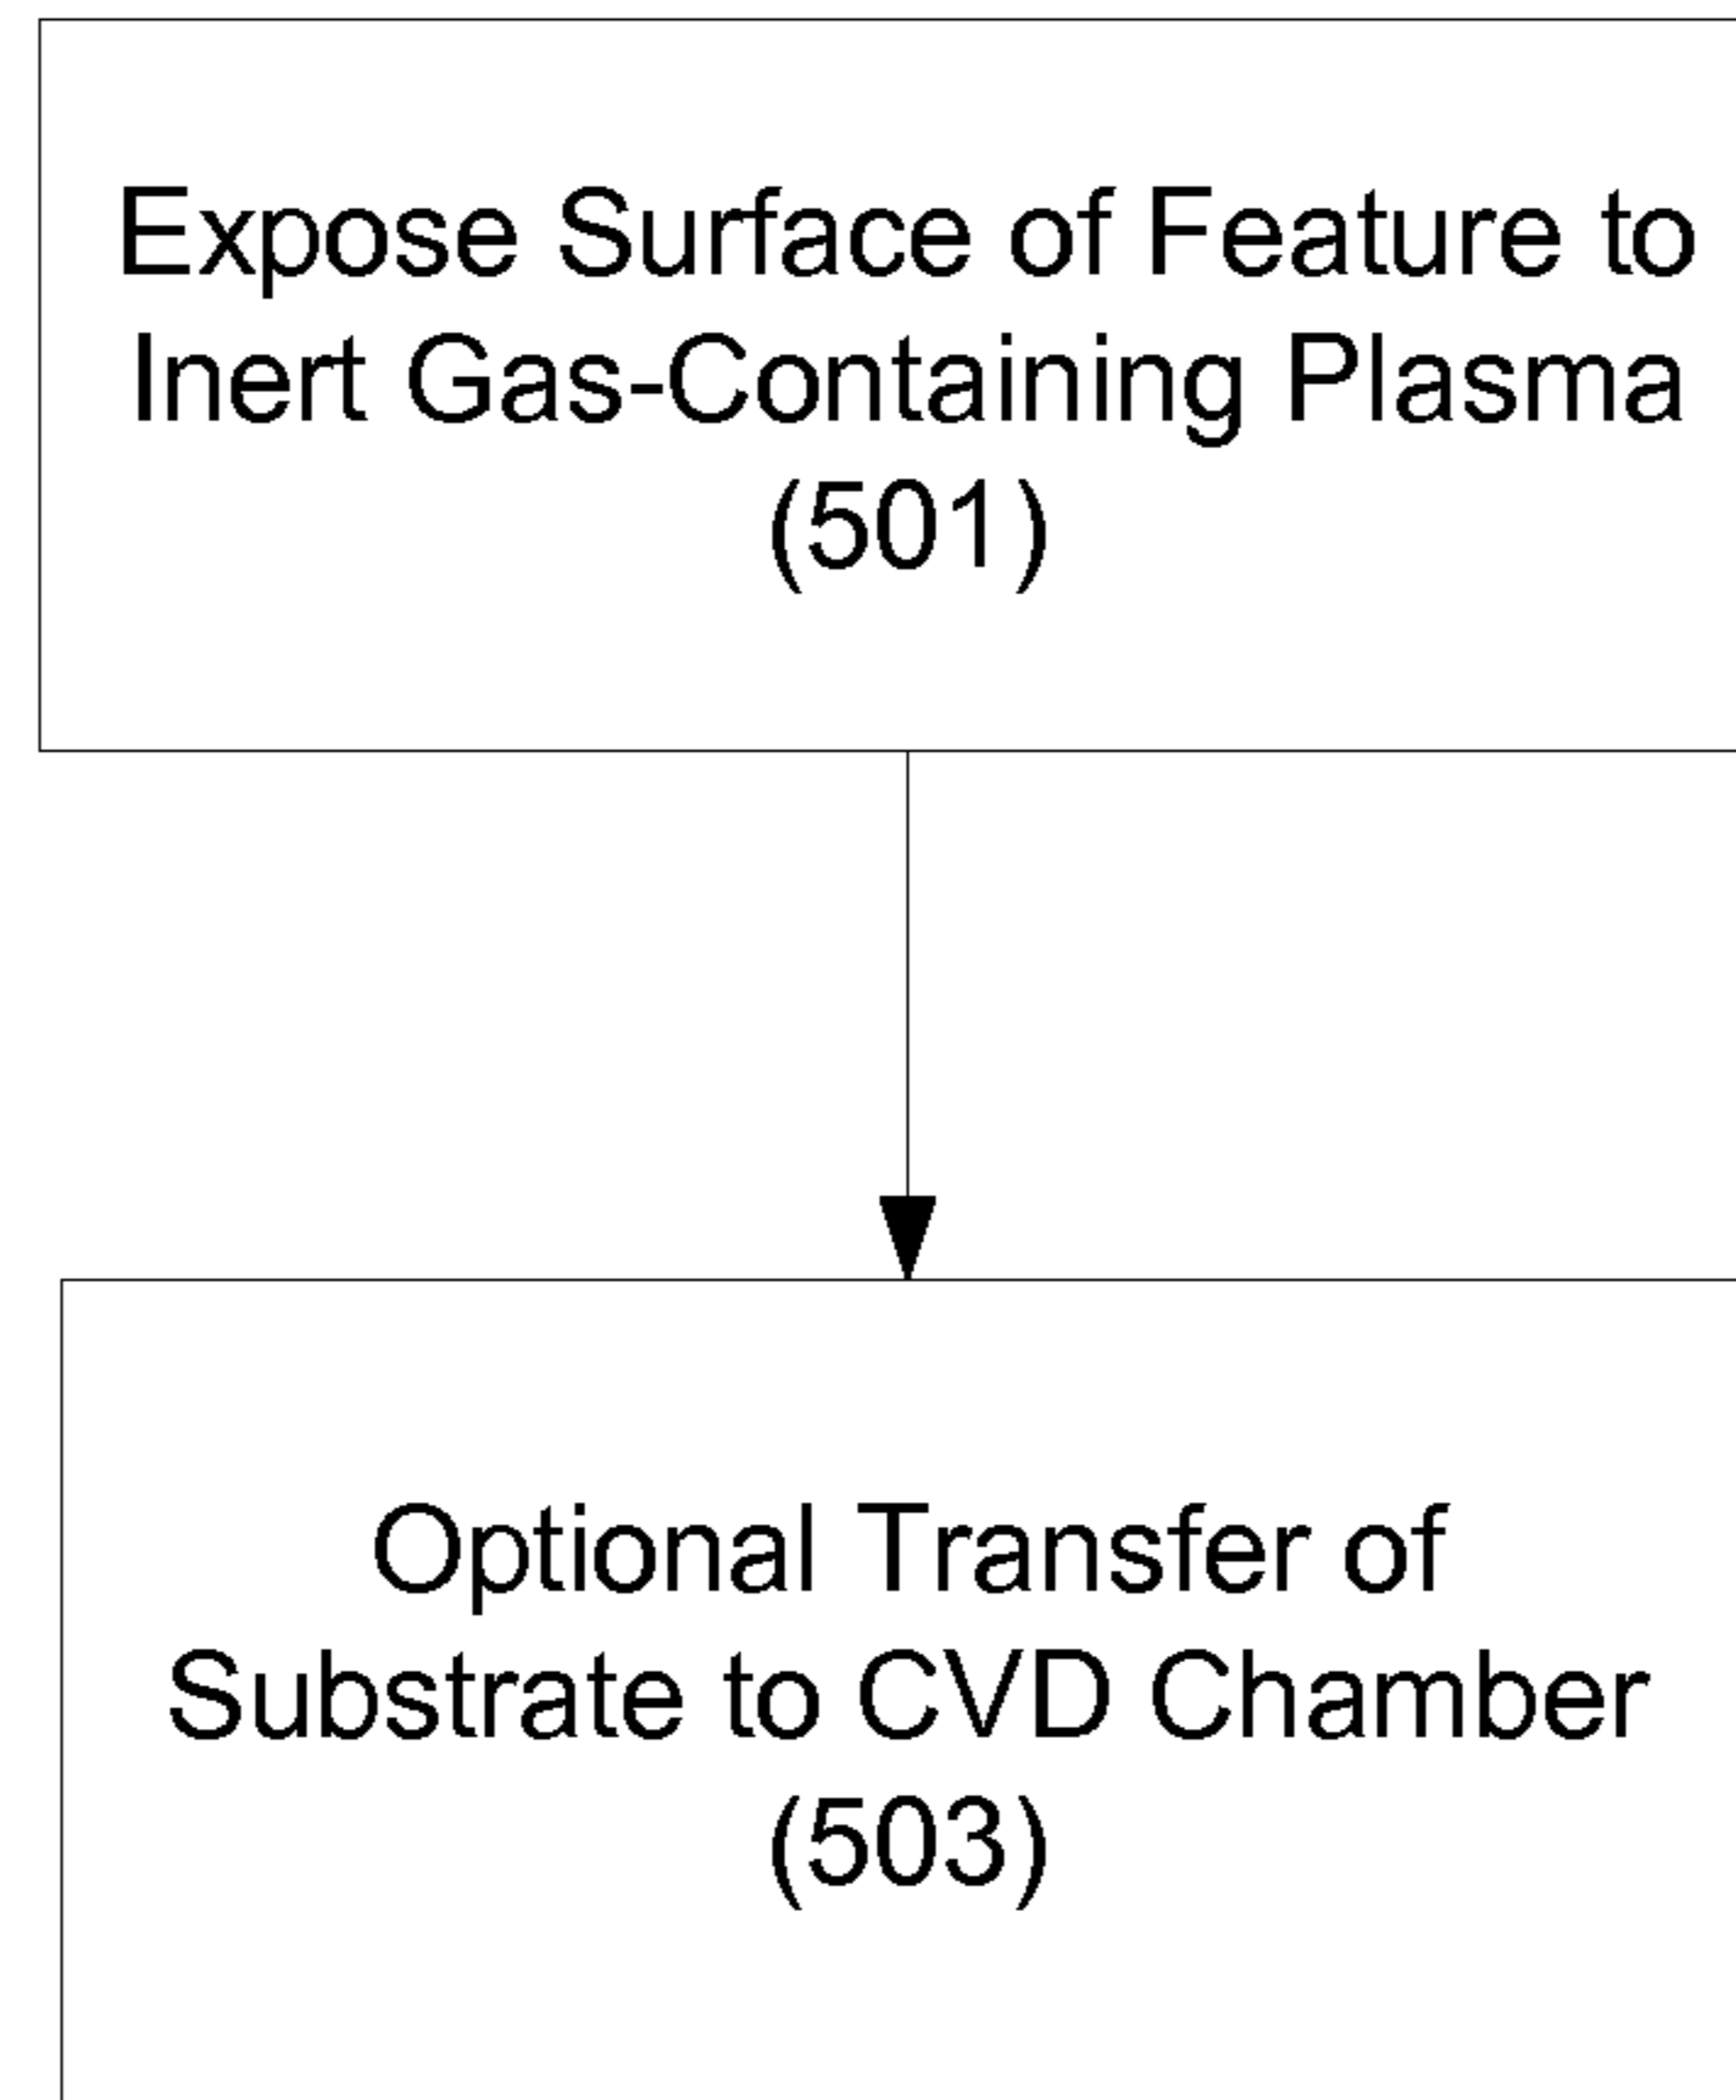 Expose Surface of Feature to
Inert Gas-Containing Plasma
(501)
Optional Transfer of
Substrate to CVD Chamber
(503)